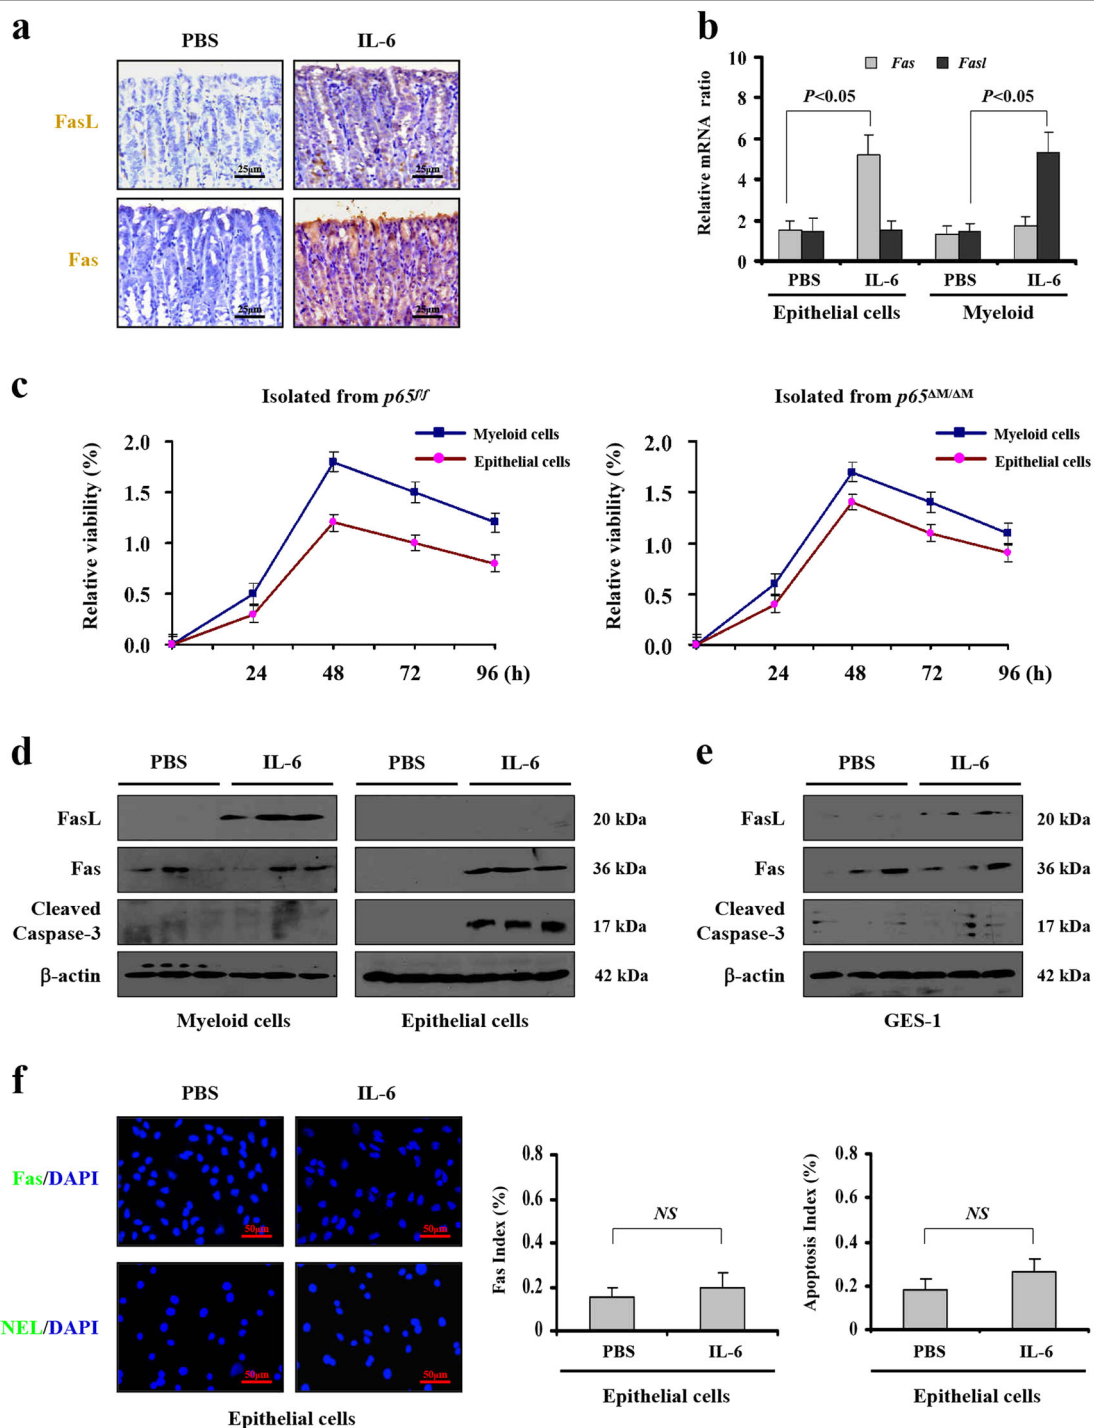 a
PBS IL-6
FasL
25μm 25μm
Fas
25μm 25μm
b
Relative mRNA ratio
10
8
6
4
2
0
Fas Fasl
P<0.05 P<0.05
PBS IL-6 PBS IL-6
Epithelial cells Myeloid
c
Isolated from p65f/f
Relative viability (%)
2.0
1.5
1.0
0.5
0.0
Myeloid cells
Epithelial cells
24 48 72 96 (h)
Isolated from p65ΔM/ΔM
Relative viability (%)
2.0
1.5
1.0
0.5
0.0
Myeloid cells
Epithelial cells
24 48 72 96 (h)
d
PBS IL-6 PBS IL-6
FasL 20 kDa
Fas 36 kDa
Cleaved
Caspase-3 17 kDa
β-actin 42 kDa
Myeloid cells Epithelial cells
e
PBS IL-6
FasL 20 kDa
Fas 36 kDa
Cleaved
Caspase-3 17 kDa
β-actin 42 kDa
GES-1
f
PBS IL-6
Fas/DAPI
50μm 50μm
NEL/DAPI
50μm 50μm
Epithelial cells
Fas Index (%)
0.8
0.6
0.4
0.2
0
NS
PBS IL-6
Epithelial cells
Apoptosis Index (%)
0.8
0.6
0.4
0.2
0
NS
PBS IL-6
Epithelial cells